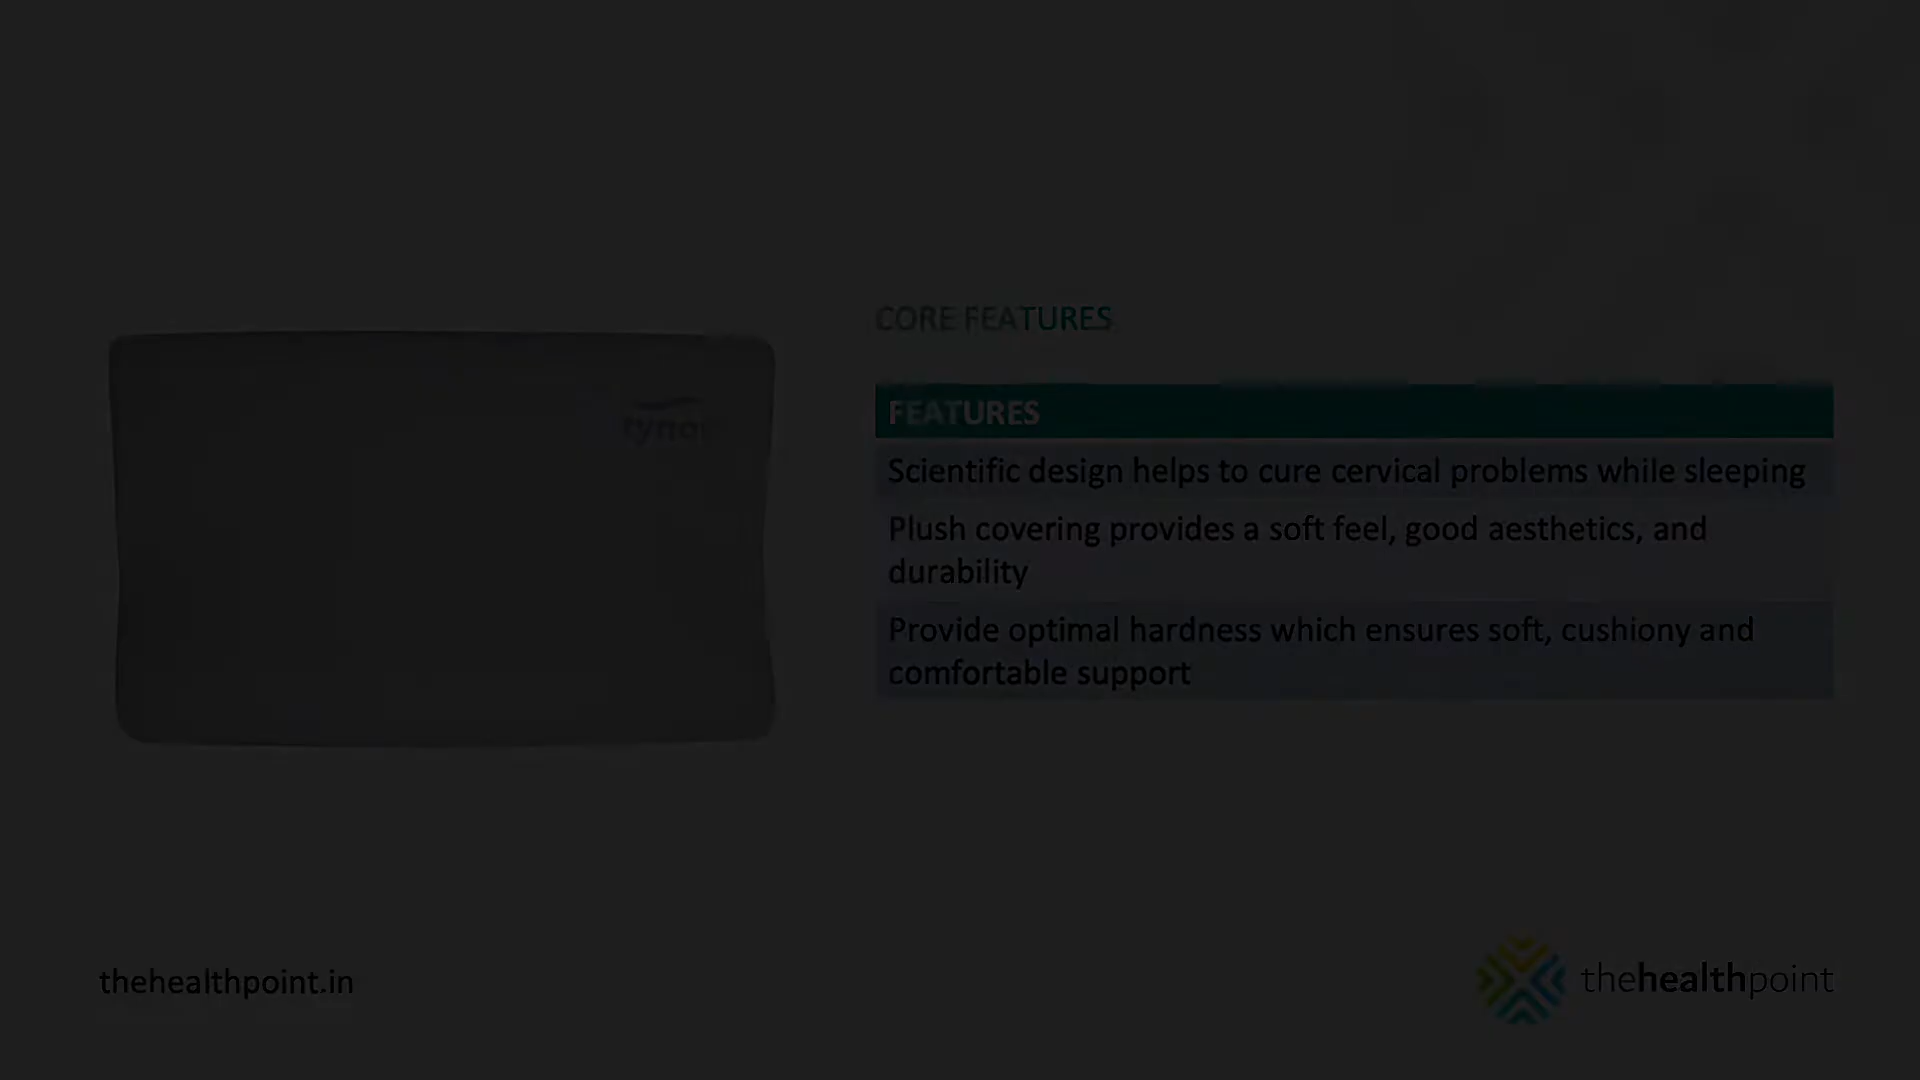 CORE FEATURES
FEATURES
Scientific design helps to cure cervical problems while sleeping
Plush covering provides a soft feel, good aesthetics, and
durability
Provide optimal hardness which ensures soft, cushiony and
comfortable support
thehealthpoint.in
thehealthpoint